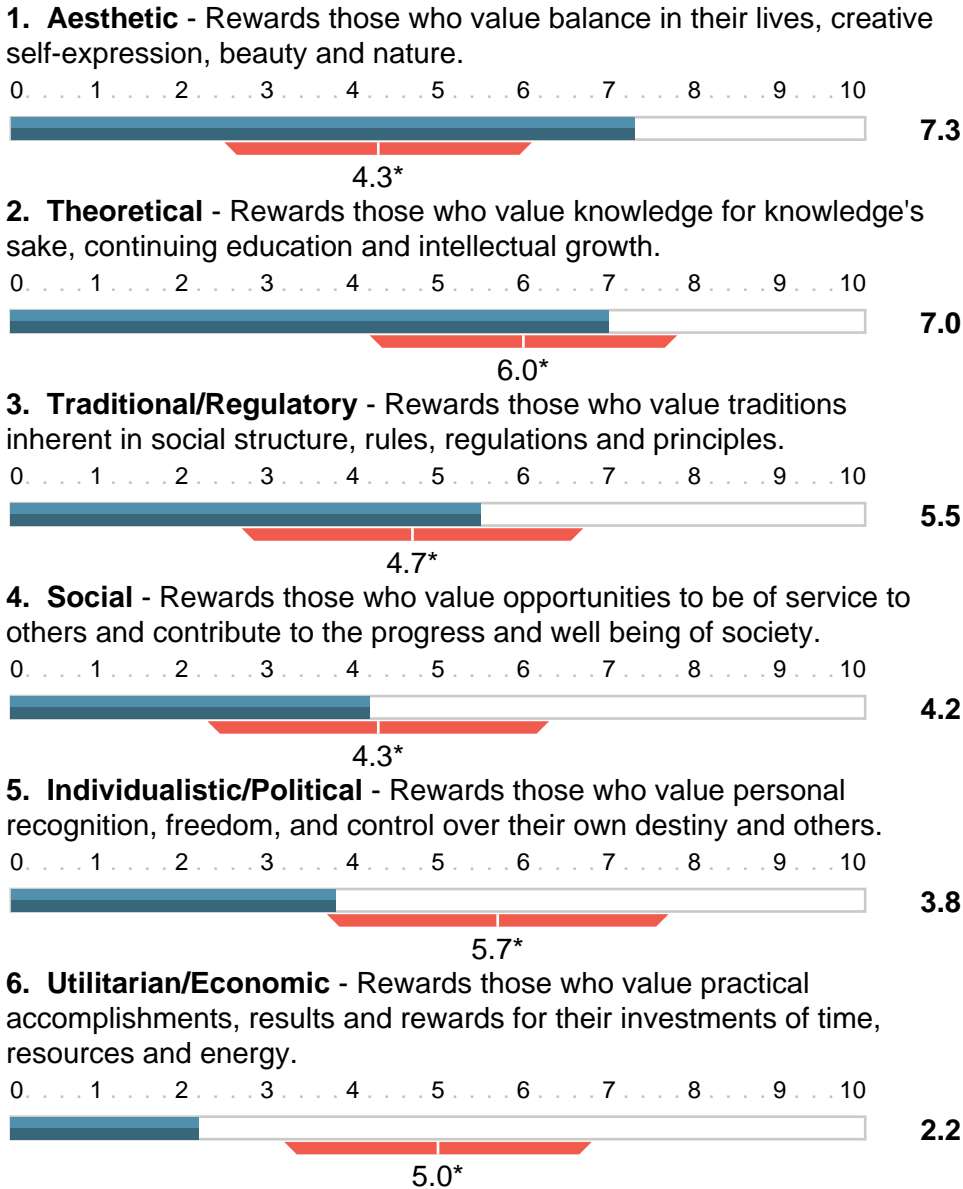 1. Aesthetic - Rewards those who value balance in their lives, creative
self-expression, beauty and nature.
0. . . . 1 . . . . 2 . . . . 3 . . . . 4 . . . . 5 . . . . 6 . . . . 7 . . . . 8 . . . . 9 . . . 10
7.3
4.3*
2. Theoretical - Rewards those who value knowledge for knowledge's
sake, continuing education and intellectual growth.
0. . . . 1 . . . . 2 . . . . 3 . . . . 4 . . . . 5 . . . . 6 . . . . 7 . . . . 8 . . . . 9 . . . 10
7.0
6.0*
3. Traditional/Regulatory - Rewards those who value traditions
inherent in social structure, rules, regulations and principles.
0. . . . 1 . . . . 2 . . . . 3 . . . . 4 . . . . 5 . . . . 6 . . . . 7 . . . . 8 . . . . 9 . . . 10
5.5
4.7*
4. Social - Rewards those who value opportunities to be of service to
others and contribute to the progress and well being of society.
0. . . . 1 . . . . 2 . . . . 3 . . . . 4 . . . . 5 . . . . 6 . . . . 7 . . . . 8 . . . . 9 . . . 10
4.2
4.3*
5. Individualistic/Political - Rewards those who value personal
recognition, freedom, and control over their own destiny and others.
0. . . . 1 . . . . 2 . . . . 3 . . . . 4 . . . . 5 . . . . 6 . . . . 7 . . . . 8 . . . . 9 . . . 10
3.8
5.7*
6. Utilitarian/Economic - Rewards those who value practical
accomplishments, results and rewards for their investments of time,
resources and energy.
0. . . . 1 . . . . 2 . . . . 3 . . . . 4 . . . . 5 . . . . 6 . . . . 7 . . . . 8 . . . . 9 . . . 10
2.2
5.0*